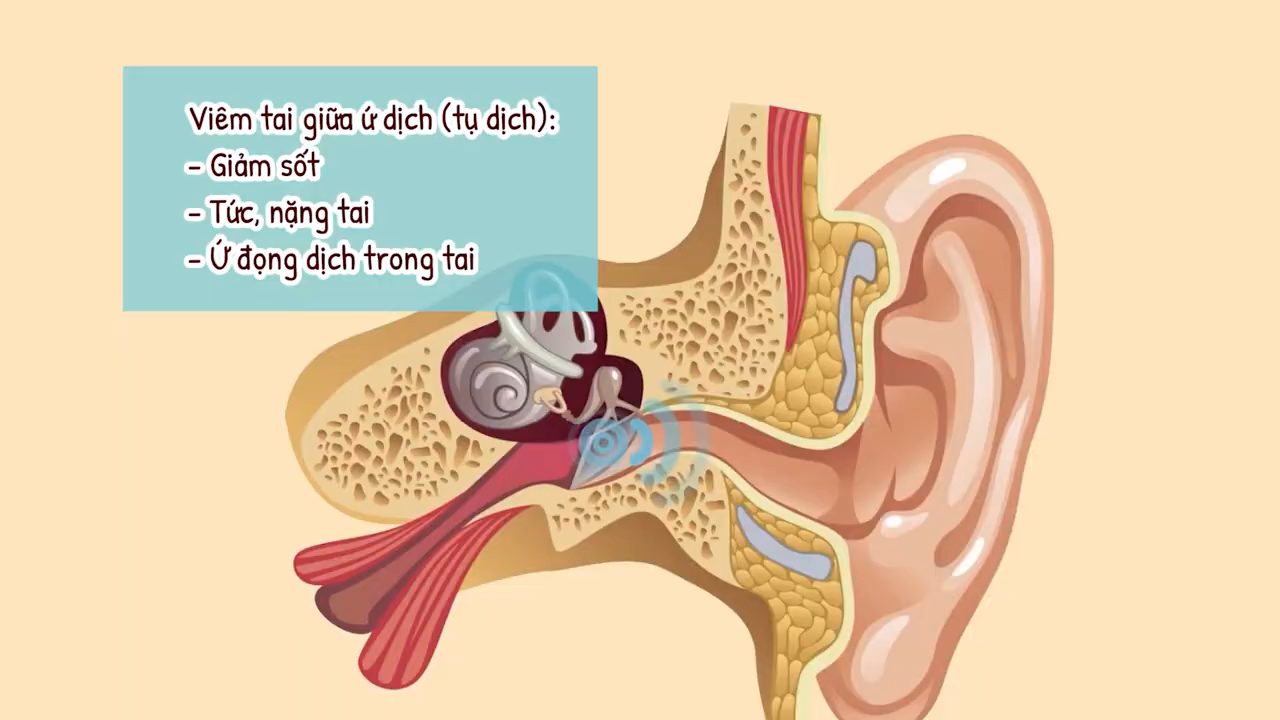 Viêm tai giữa ứ dịch (tụ dịch):
- Giảm sốt
- Tức, nặng tai
- Ứ đọng dịch trong tai